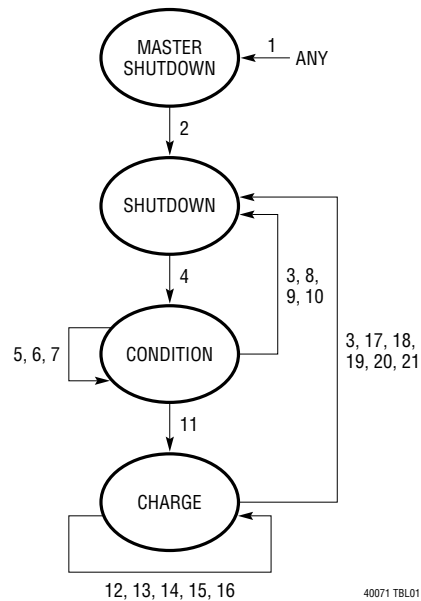 MASTER
SHUTDOWN
1
ANY
2
SHUTDOWN
4
3, 8,
9, 10
3, 17, 18,
19, 20, 21
5, 6, 7
CONDITION
11
CHARGE
12, 13, 14, 15, 16
40071 TBL01